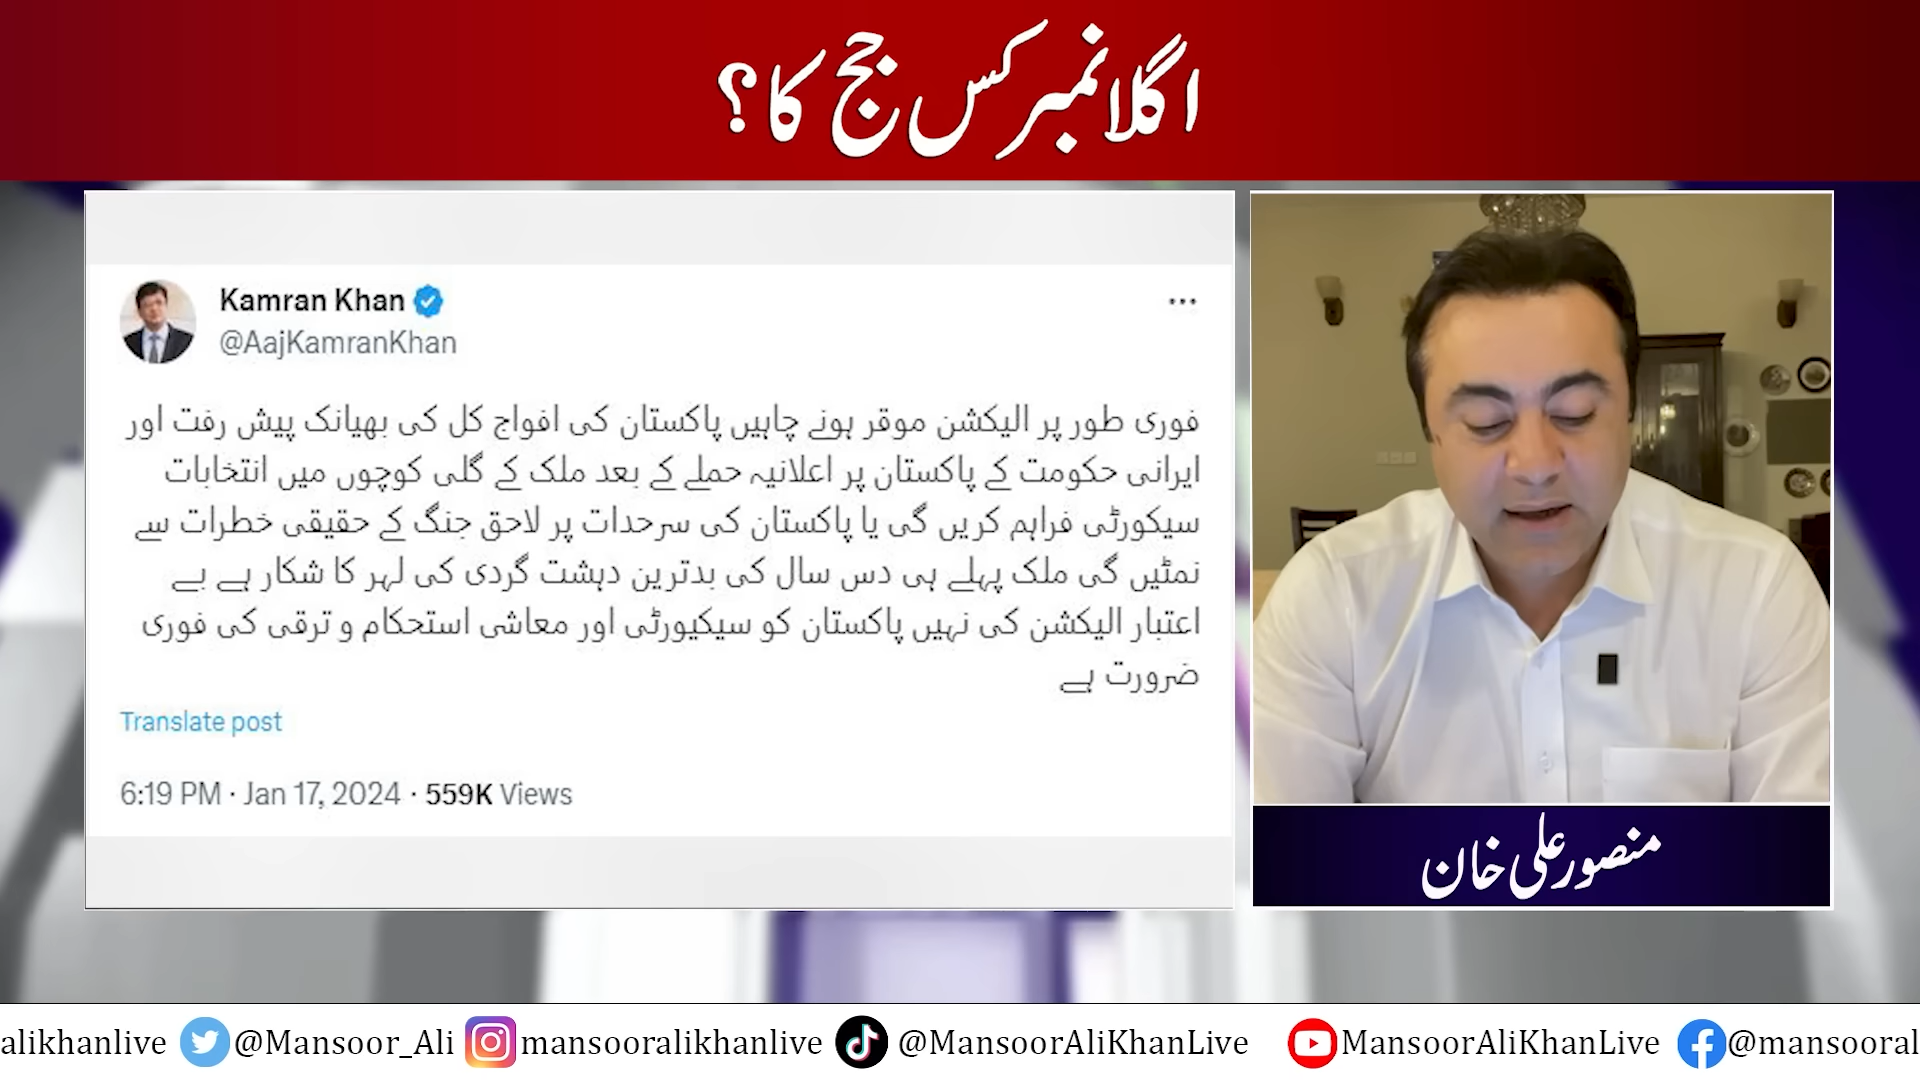 اگلا نمبر کس جج کا؟
Kamran Khan
@AajKamranKhan
فوری طور پر الیکشن موقر ہونے چاہیں پاکستان کی افواج کل کی بھیانک پیش رفت اور
ایرانی حکومت کے پاکستان پر اعلانیہ حملے کے بعد ملک کے گلی کوچوں میں انتخابات
سیکورٹی فراہم کریں گی یا پاکستان کی سرحدات پر لاحق جنگ کے حقیقی خطرات سے
نمٹیں گی ملک پہلے ہی دس سال کی بدترین دہشت گردی کی لہر کا شکار ہے بے
اعتبار الیکشن کی نہیں پاکستان کو سیکیورٹی اور معاشی استحکام و ترقی کی فوری
ضرورت ہے
Translate post
6:19 PM · Jan 17, 2024 · 559K Views
منصور علی خان
alikhanlive @Mansoor_Ali mansooralikhanlive @MansoorAliKhanLive MansoorAliKhanLive @mansooral